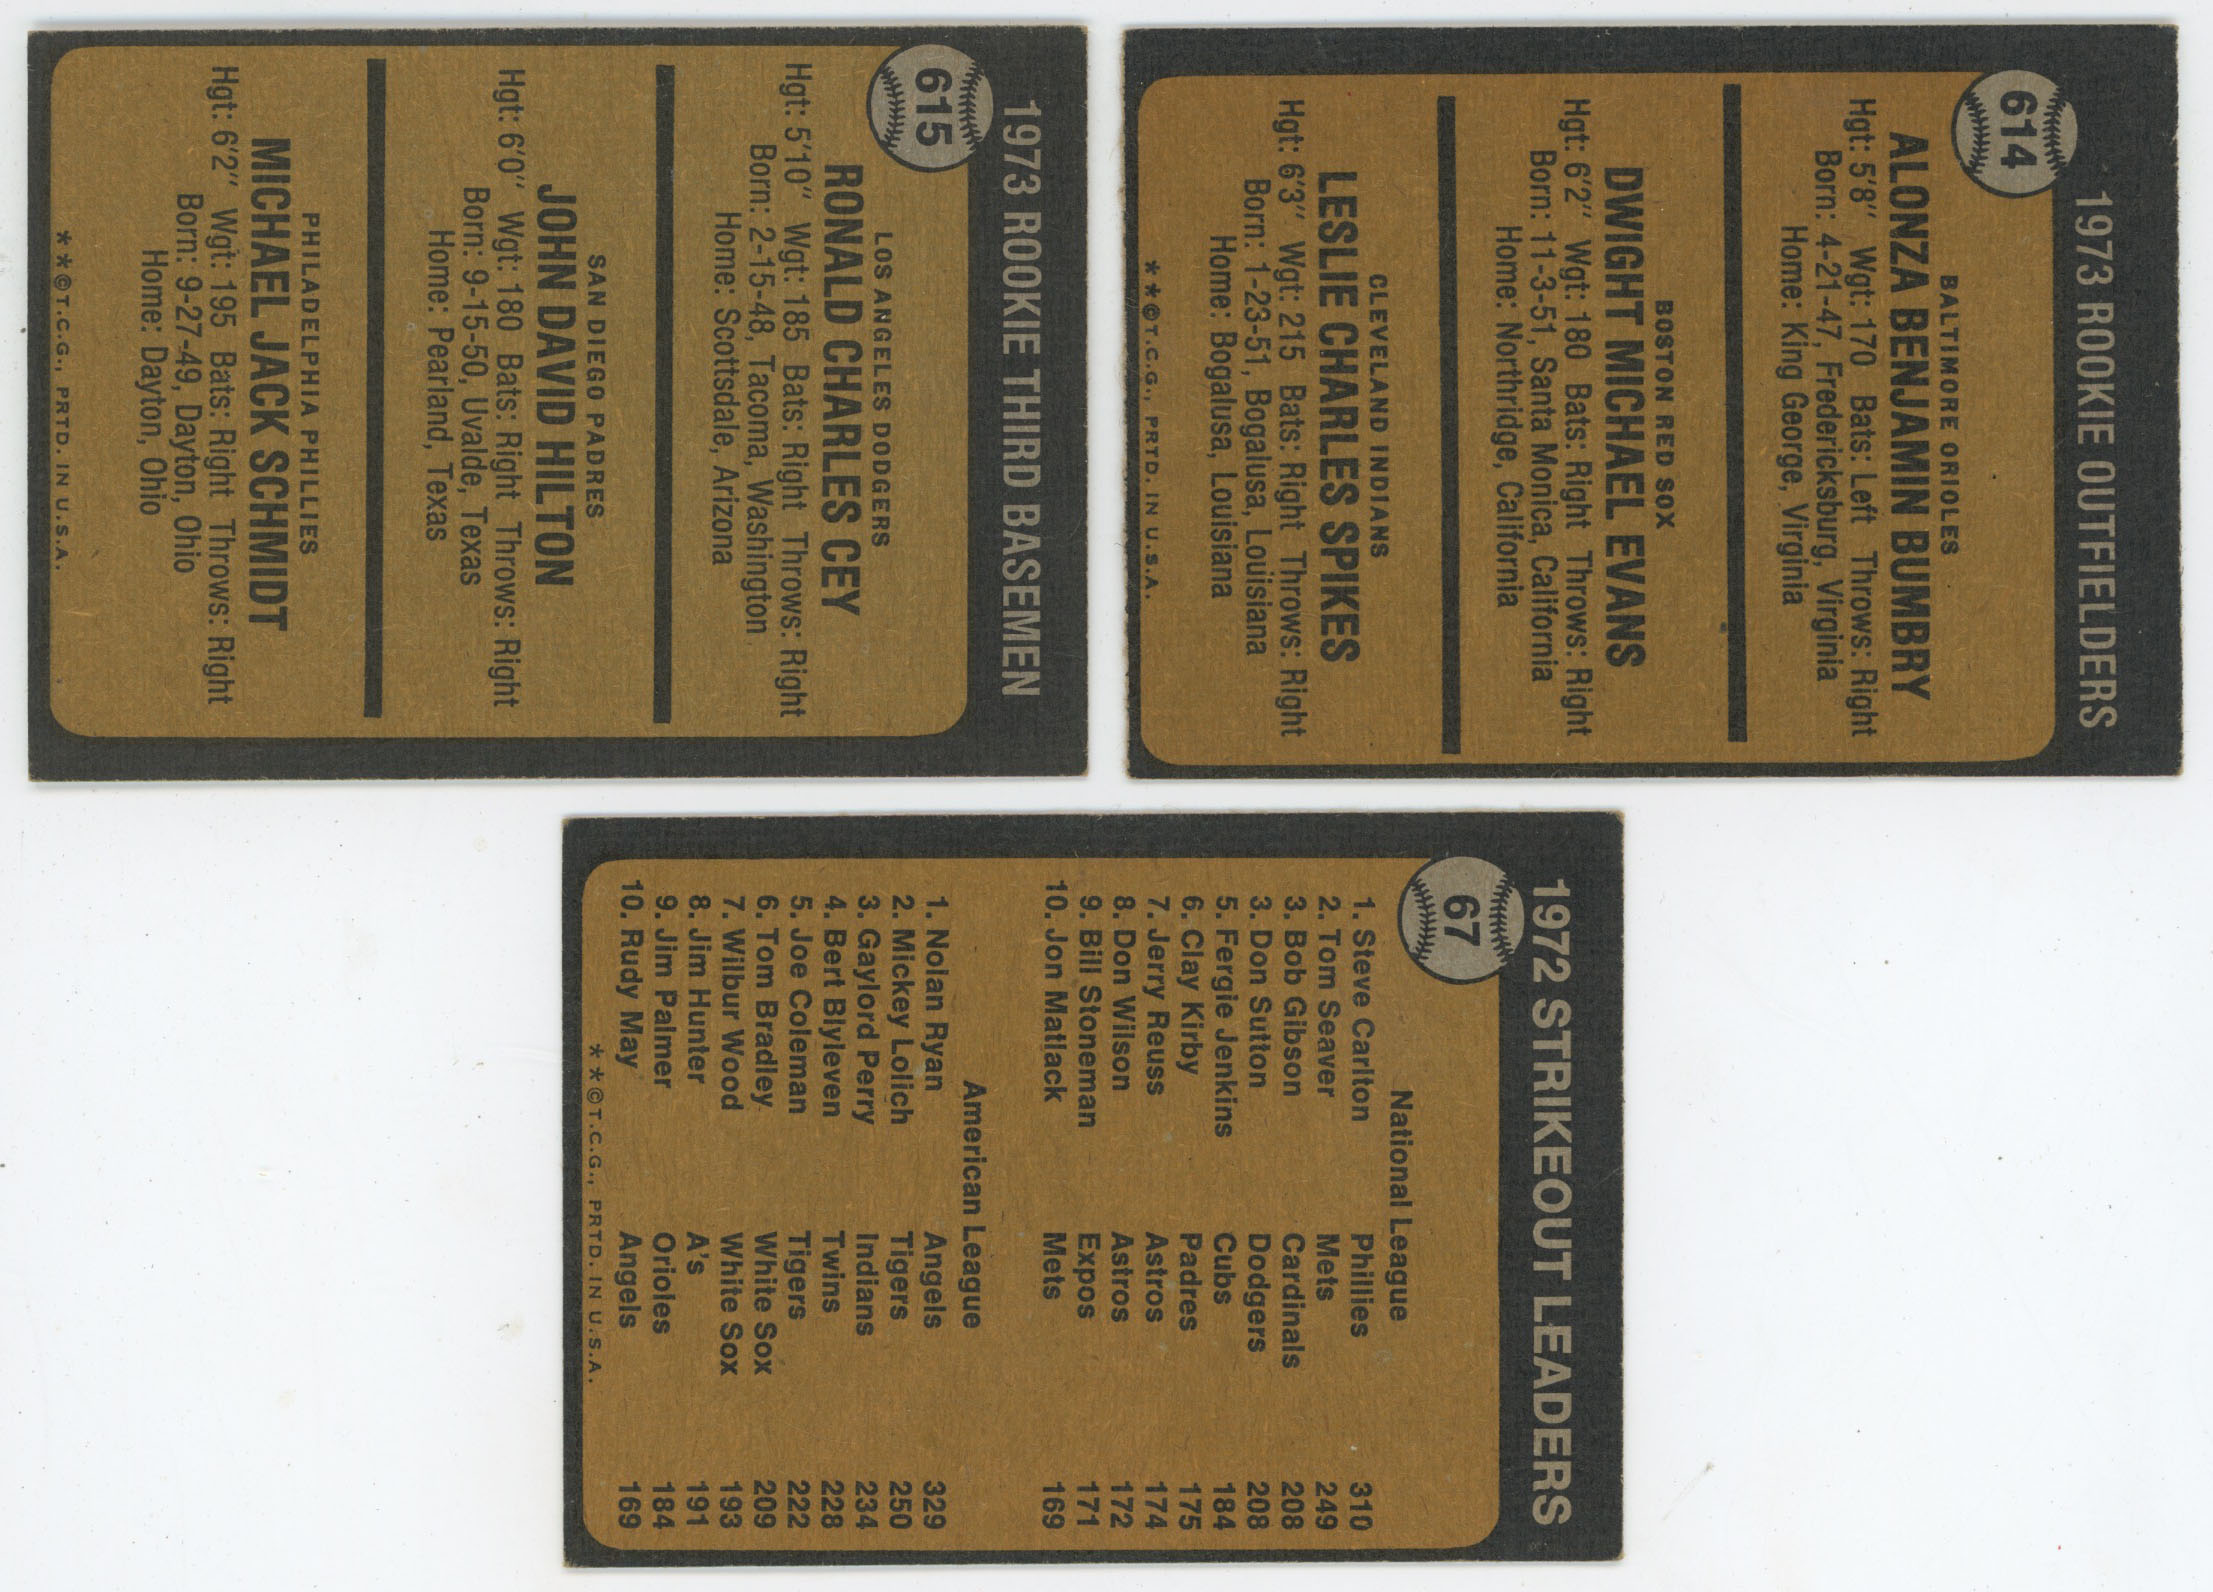 1973 ROOKIE THIRD BASEMEN
615
LOS ANGELES DODGERS
RONALD CHARLES CEY
Hgt: 5'10" Wgt: 185 Bats: Right Throws: Right
Born: 2-15-48, Tacoma, Washington
Home: Scottsdale, Arizona
SAN DIEGO PADRES
JOHN DAVID HILTON
Hgt: 6'0" Wgt: 180 Bats: Right Throws: Right
Born: 9-15-50, Uvalde, Texas
Home: Pearland, Texas
PHILADELPHIA PHILLIES
MICHAEL JACK SCHMIDT
Hgt: 6'2" Wgt: 195 Bats: Right Throws: Right
Born: 9-27-49, Dayton, Ohio
Home: Dayton, Ohio
**©T.C.G., PRTD. IN U.S.A.
1973 ROOKIE OUTFIELDERS
614
BALTIMORE ORIOLES
ALONZA BENJAMIN BUMBRY
Hgt: 5'8" Wgt: 170 Bats: Left Throws: Right
Born: 4-21-47, Fredericksburg, Virginia
Home: King George, Virginia
BOSTON RED SOX
DWIGHT MICHAEL EVANS
Hgt: 6'2" Wgt: 180 Bats: Right Throws: Right
Born: 11-3-51, Santa Monica, California
Home: Northridge, California
CLEVELAND INDIANS
LESLIE CHARLES SPIKES
Hgt: 6'3" Wgt: 215 Bats: Right Throws: Right
Born: 1-23-51, Bogalusa, Louisiana
Home: Bogalusa, Louisiana
**©T.C.G., PRTD. IN U.S.A.
1972 STRIKEOUT LEADERS
67
National League
1. Steve Carlton Phillies 310
2. Tom Seaver Mets 249
3. Bob Gibson Cardinals 208
3. Don Sutton Dodgers 208
5. Fergie Jenkins Cubs 184
6. Clay Kirby Padres 175
7. Jerry Reuss Astros 174
8. Don Wilson Astros 172
9. Bill Stoneman Expos 171
10. Jon Matlack Mets 169
American League
1. Nolan Ryan Angels 329
2. Mickey Lolich Tigers 250
3. Gaylord Perry Indians 234
4. Bert Blyleven Twins 228
5. Joe Coleman Tigers 222
6. Tom Bradley White Sox 209
7. Wilbur Wood White Sox 193
8. Jim Hunter A's 191
9. Jim Palmer Orioles 184
10. Rudy May Angels 169
**©T.C.G., PRTD. IN U.S.A.